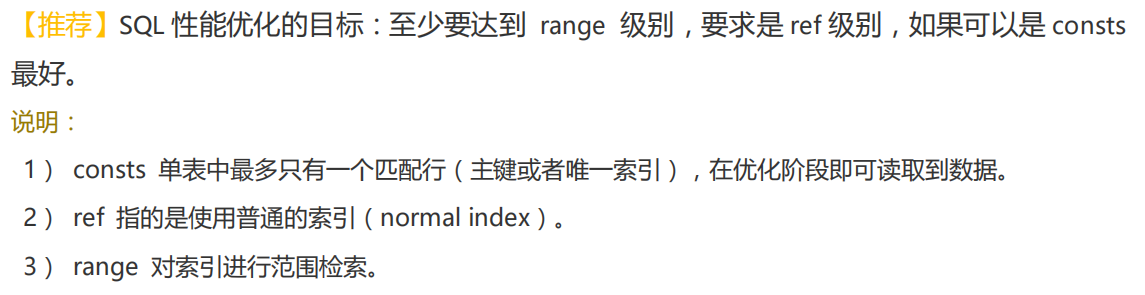 【推荐】SQL 性能优化的目标：至少要达到 range 级别，要求是 ref 级别，如果可以是 consts
最好。
说明：
1） consts 单表中最多只有一个匹配行（主键或者唯一索引），在优化阶段即可读取到数据。
2） ref 指的是使用普通的索引（normal index）。
3） range 对索引进行范围检索。